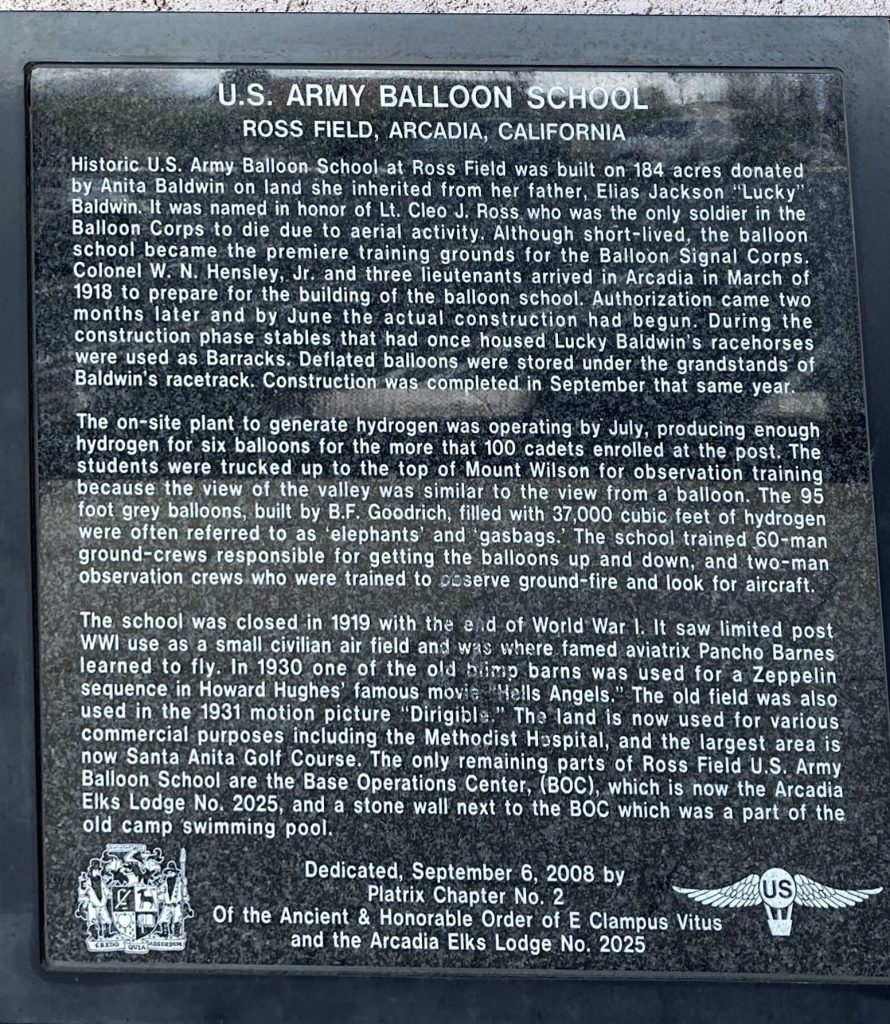 U.S. ARMY BALLOON SCHOOL
ROSS FIELD, ARCADIA, CALIFORNIA
Historic U.S. Army Balloon School at Ross Field was built on 184 acres donated
by Anita Baldwin on land she inherited from her father, Elias Jackson "Lucky"
Baldwin. It was named in honor of Lt. Cleo J. Ross who was the only soldier in the
Balloon Corps to die due to aerial activity. Although short-lived, the balloon
school became the premiere training grounds for the Balloon Signal Corps.
Colonel W. N. Hensley, Jr. and three lieutenants arrived in Arcadia in March of
1918 to prepare for the building of the balloon school. Authorization came two
months later and by June the actual construction had begun. During the
construction phase stables that had once housed Lucky Baldwin's racehorses
were used as Barracks. Deflated balloons were stored under the grandstands of
Baldwin's racetrack. Construction was completed in September that same year.
The on-site plant to generate hydrogen was operating by July, producing enough
hydrogen for six balloons for the more that 100 cadets enrolled at the post. The
students were trucked up to the top of Mount Wilson for observation training
because the view of the valley was similar to the view from a balloon. The 95
foot grey balloons, built by B.F. Goodrich, filled with 37,000 cubic feet of hydrogen
were often referred to as 'elephants' and 'gasbags.' The school trained 60-man
ground-crews responsible for getting the balloons up and down, and two-man
observation crews who were trained to observe ground-fire and look for aircraft.
The school was closed in 1919 with the end of World War I. It saw limited post
WWI use as a small civilian air field and was where famed aviatrix Pancho Barnes
learned to fly. In 1930 one of the old blimp barns was used for a Zeppelin
sequence in Howard Hughes' famous movie "Hells Angels." The old field was also
used in the 1931 motion picture "Dirigible." The land is now used for various
commercial purposes including the Methodist Hospital, and the largest area is
now Santa Anita Golf Course. The only remaining parts of Ross Field U.S. Army
Balloon School are the Base Operations Center, (BOC), which is now the Arcadia
Elks Lodge No. 2025, and a stone wall next to the BOC which was a part of the
old camp swimming pool.
Dedicated, September 6, 2008 by
Platrix Chapter No. 2
Of the Ancient & Honorable Order of E Clampus Vitus
and the Arcadia Elks Lodge No. 2025
CREDO QUIA ABSURDUM
US